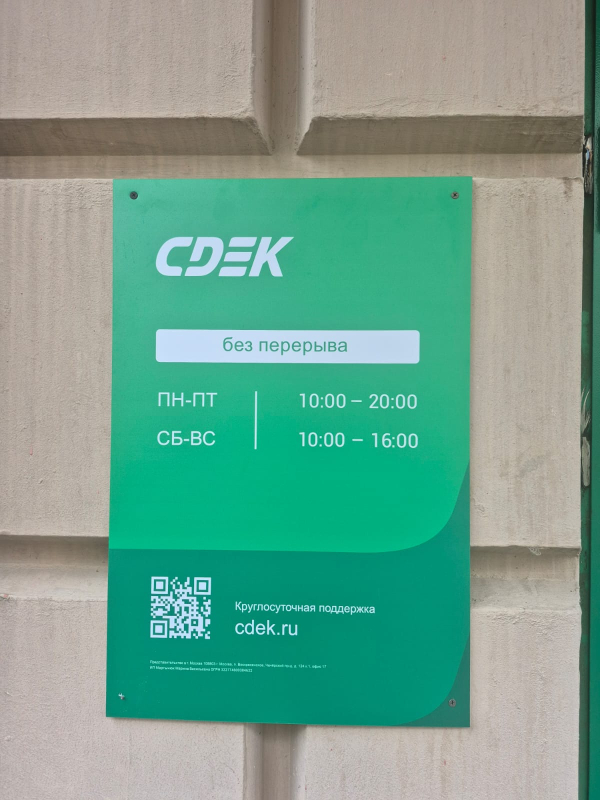 CDEK
без перерыва
ПН-ПТ 10:00 – 20:00
СБ-ВС 10:00 – 16:00
Круглосуточная поддержка
cdek.ru